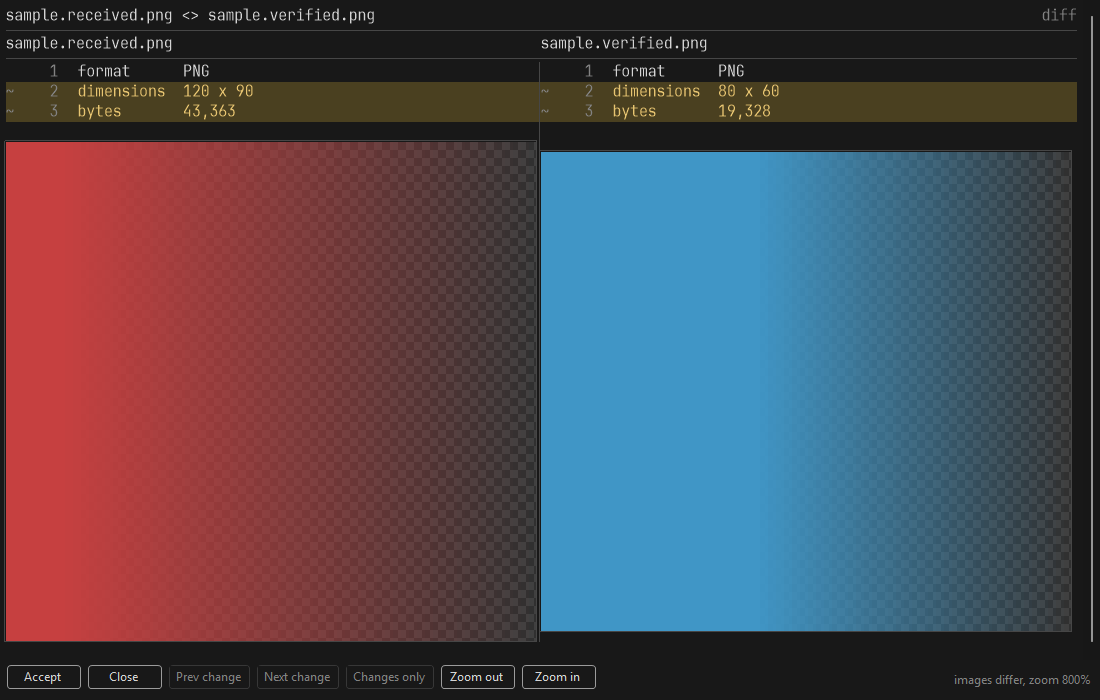 sample.received.png <> sample.verified.png diff
sample.received.png sample.verified.png
1 format PNG 1 format PNG
~ 2 dimensions 120 x 90 ~ 2 dimensions 80 x 60
~ 3 bytes 43,363 ~ 3 bytes 19,328
Accept Close Prev change Next change Changes only Zoom out Zoom in images differ, zoom 800%